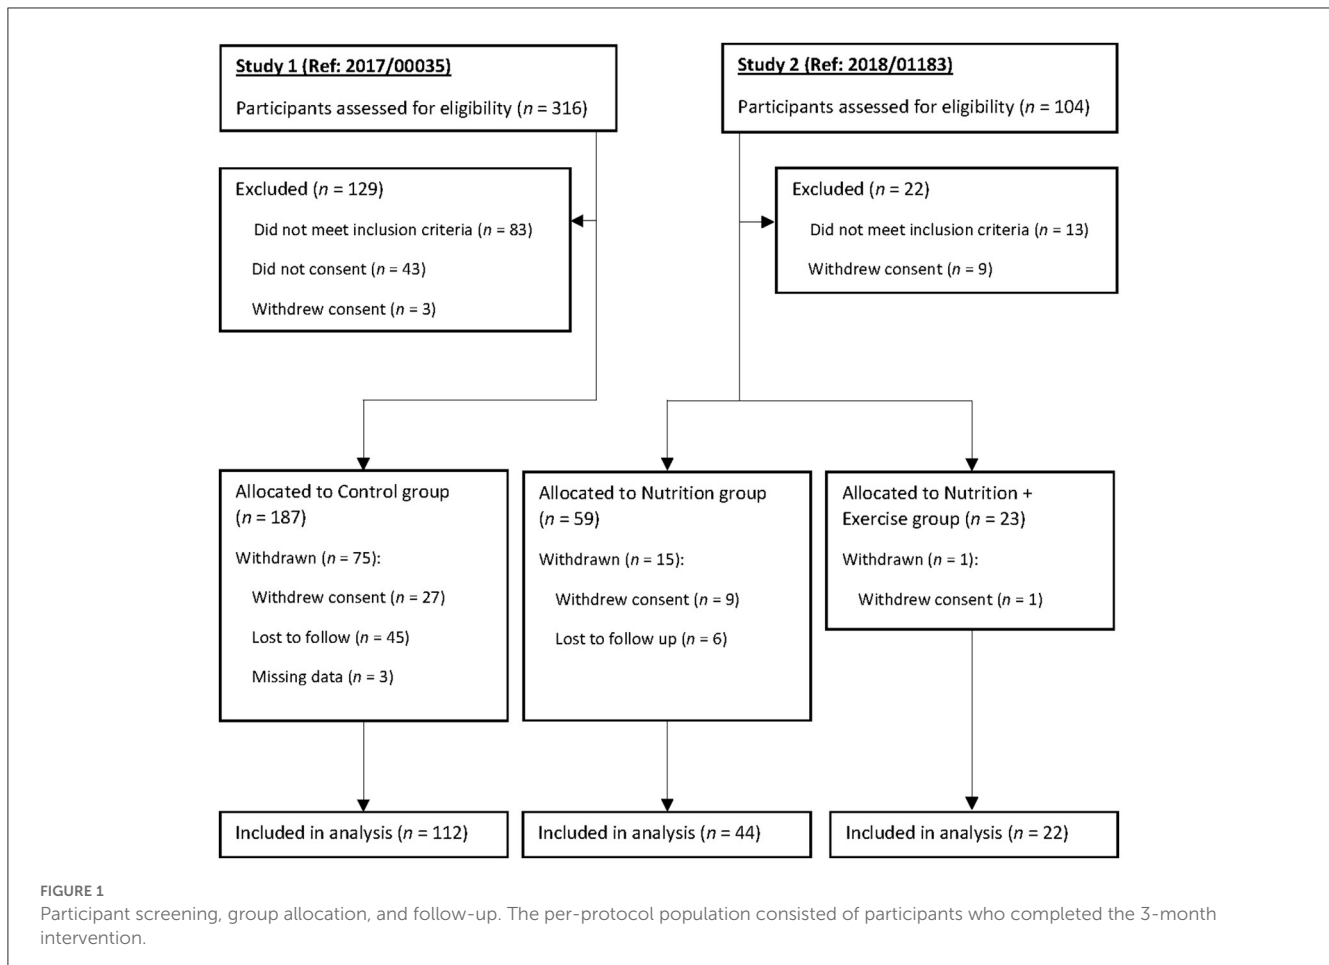 Study 1 (Ref: 2017/00035)
Participants assessed for eligibility (n = 316)
Study 2 (Ref: 2018/01183)
Participants assessed for eligibility (n = 104)
Excluded (n = 129)
Did not meet inclusion criteria (n = 83)
Did not consent (n = 43)
Withdrew consent (n = 3)
Excluded (n = 22)
Did not meet inclusion criteria (n = 13)
Withdrew consent (n = 9)
Allocated to Control group
(n = 187)
Withdrawn (n = 75):
Withdrew consent (n = 27)
Lost to follow (n = 45)
Missing data (n = 3)
Allocated to Nutrition group
(n = 59)
Withdrawn (n = 15):
Withdrew consent (n = 9)
Lost to follow up (n = 6)
Allocated to Nutrition +
Exercise group (n = 23)
Withdrawn (n = 1):
Withdrew consent (n = 1)
Included in analysis (n = 112)
Included in analysis (n = 44)
Included in analysis (n = 22)
FIGURE 1
Participant screening, group allocation, and follow-up. The per-protocol population consisted of participants who completed the 3-month
intervention.